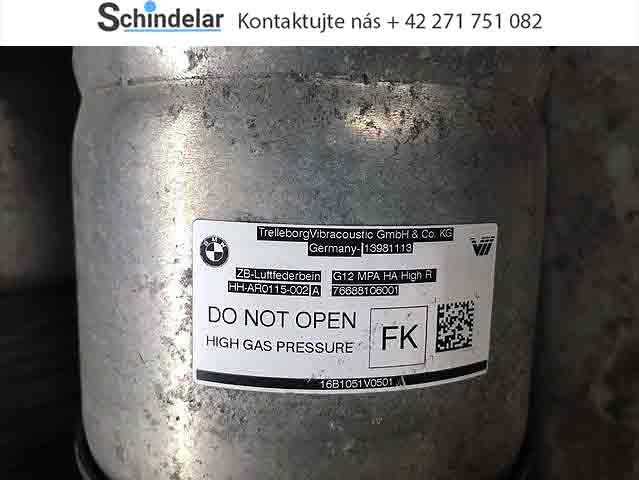 Schindelar Kontaktujte nás + 42 271 751 082
BMW
TrelleborgVibracoustic GmbH & Co. KG
Germany-13981113
ZB-Luftfederbein G12 MPA HA High R
HH-AR0115-002 A 76688106001
DO NOT OPEN
HIGH GAS PRESSURE
FK
16B1051V0501